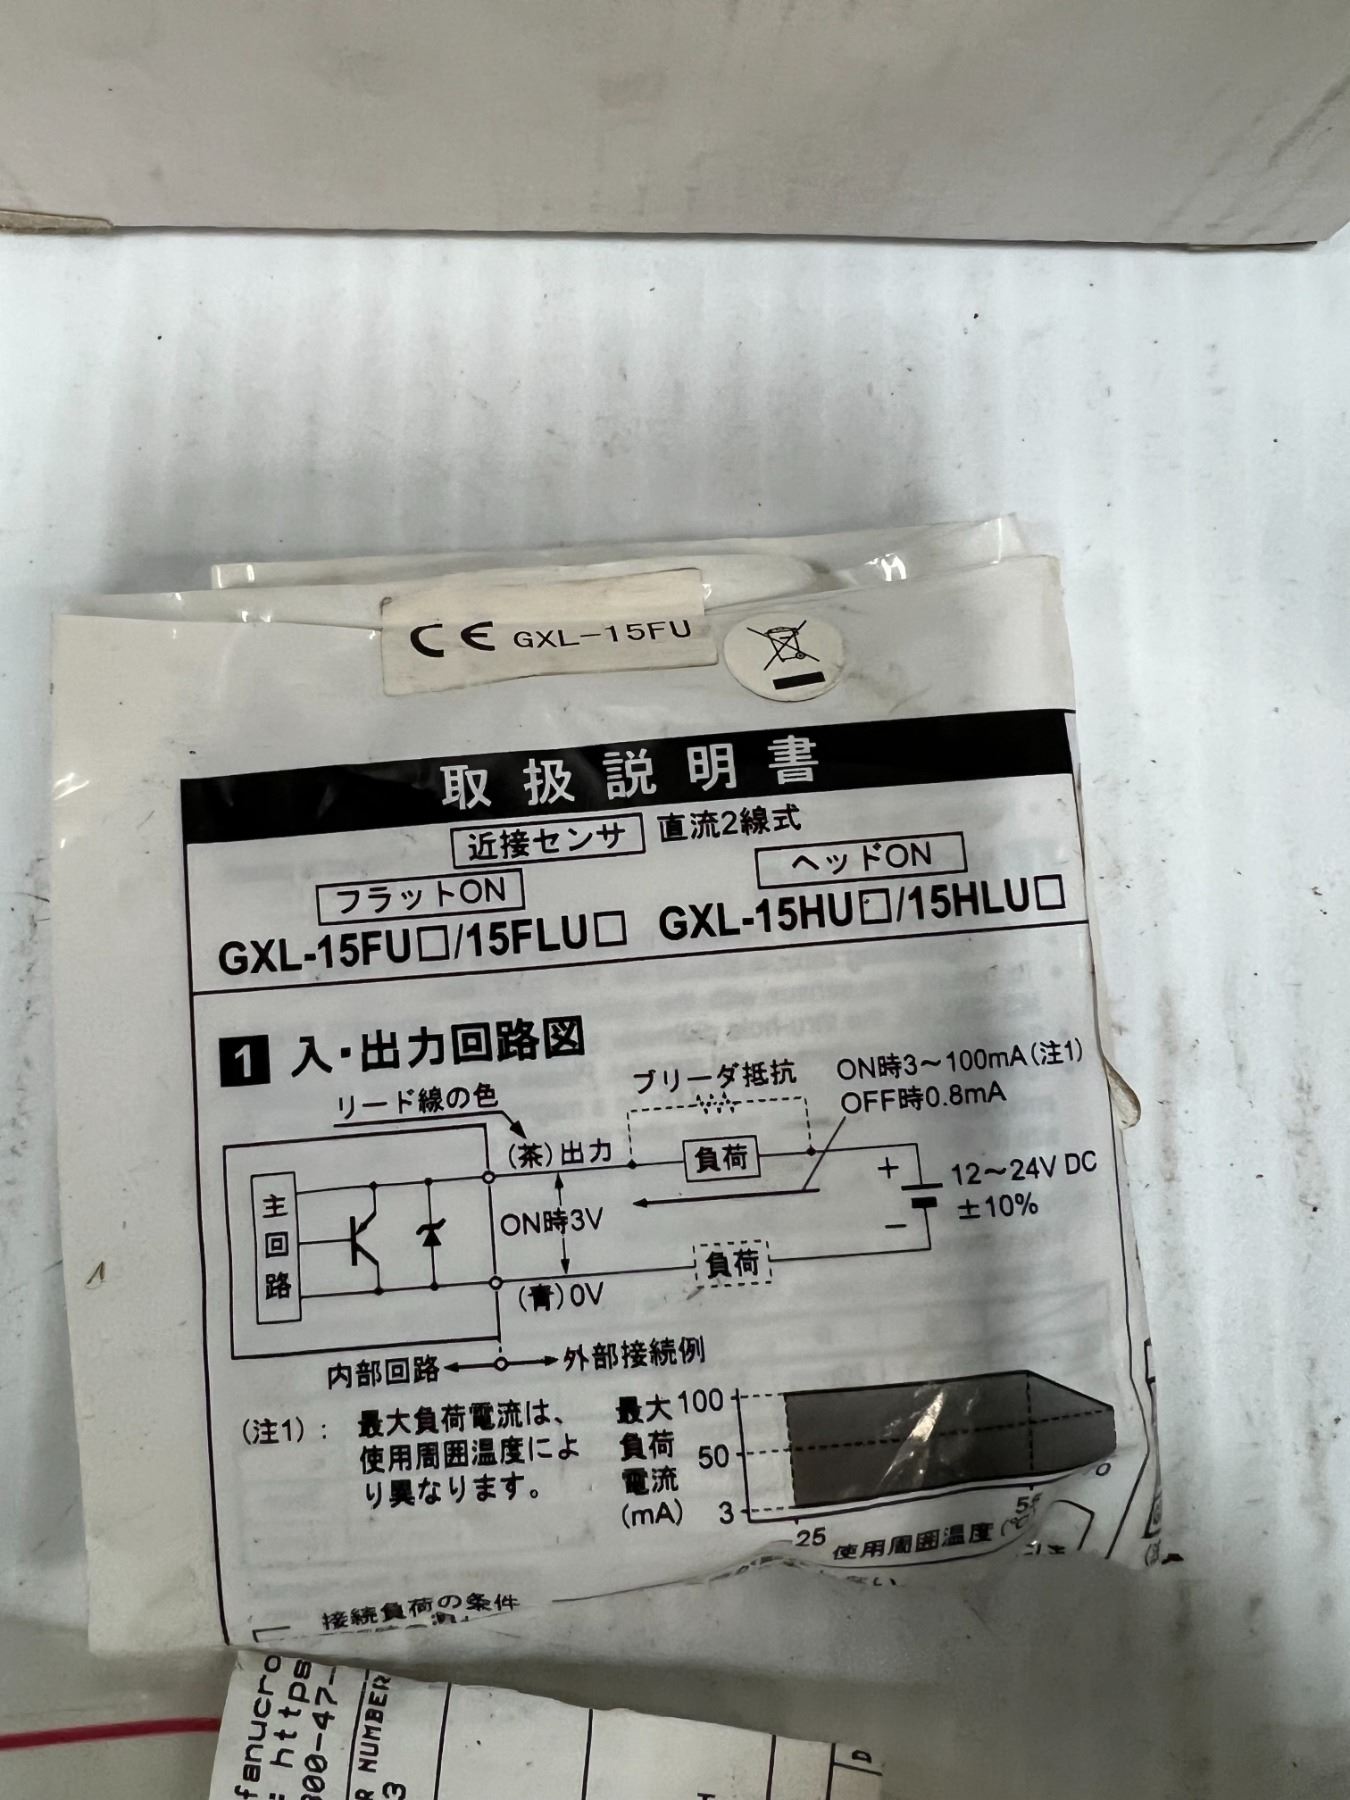 CE GXL-15FU
取扱説明書
近接センサ 直流2線式
フラットON ヘッドON
GXL-15FU□/15FLU□ GXL-15HU□/15HLU□
1 入・出力回路図
リード線の色
ブリーダ抵抗
ON時3～100mA(注1)
OFF時0.8mA
(茶)出力
負荷
+
12～24V DC
±10%
−
主回路
ON時3V
負荷
(青)0V
内部回路
外部接続例
(注1):最大負荷電流は、
使用周囲温度によ
り異なります。
最大
負荷
電流
(mA)
100
50
3
25
使用周囲温度
接続負荷の条件
fanucro
: https
800-47-
R NUMBER
3
D